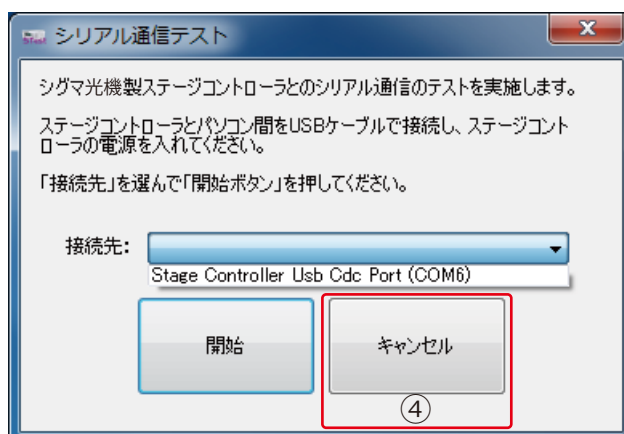 シリアル通信テスト
シグマ光機製ステージコントローラとのシリアル通信のテストを実施します。
ステージコントローラとパソコン間をUSBケーブルで接続し、ステージコント
ローラの電源を入れてください。
「接続先」を選んで「開始ボタン」を押してください。
接続先:
Stage Controller Usb Cdc Port (COM6)
開始
キャンセル
④